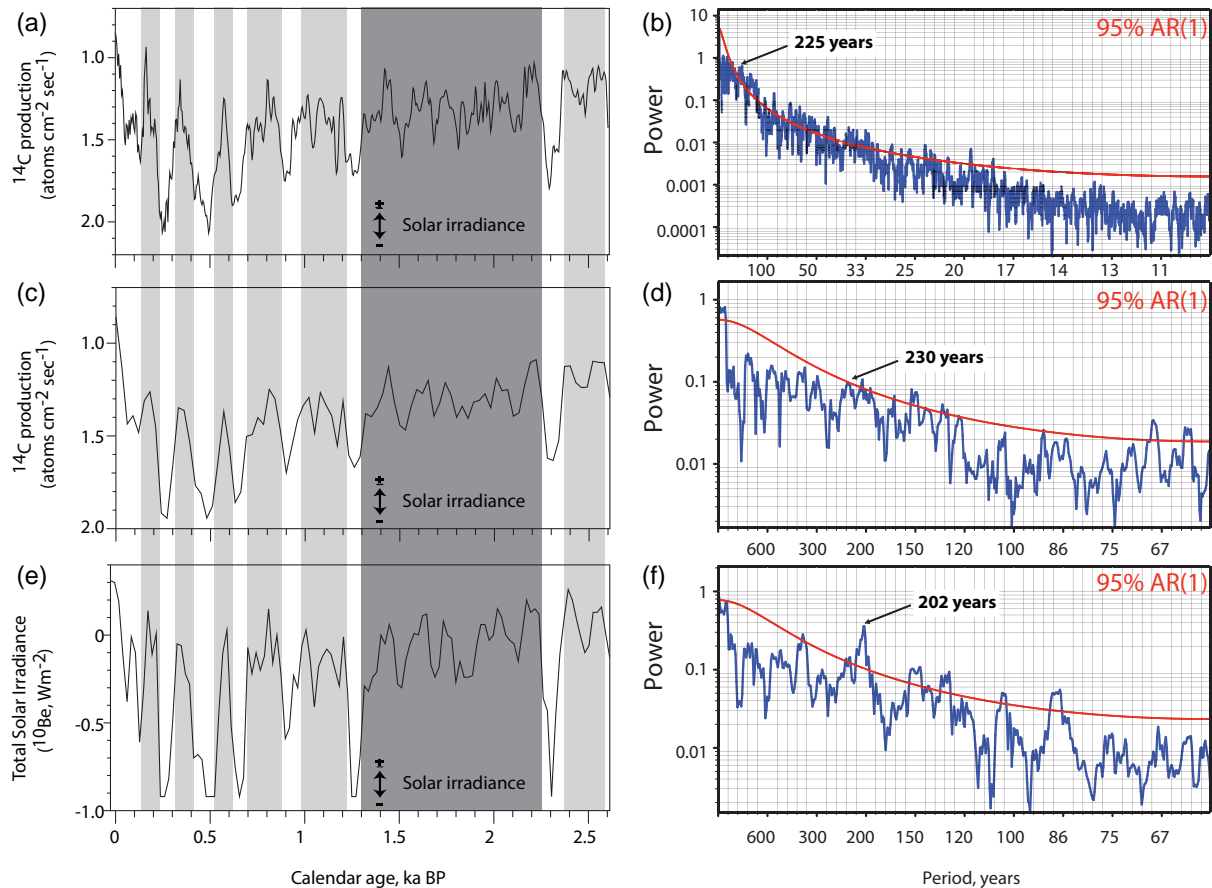 (a)
14C production
(atoms cm-2 sec-1)
1.0
1.5
2.0
+
-
Solar irradiance
(b)
95% AR(1)
225 years
Power
10
1
0.1
0.01
0.001
0.0001
100 50 33 25 20 17 14 13 11
(c)
14C production
(atoms cm-2 sec-1)
1.0
1.5
2.0
+
-
Solar irradiance
(d)
95% AR(1)
230 years
Power
1
0.1
0.01
600 300 200 150 120 100 86 75 67
(e)
Total Solar Irradiance
(10Be, Wm-2)
0
-0.5
-1.0
+
-
Solar irradiance
0 0.5 1.0 1.5 2.0 2.5
Calendar age, ka BP
(f)
95% AR(1)
202 years
Power
1
0.1
0.01
600 300 200 150 120 100 86 75 67
Period, years